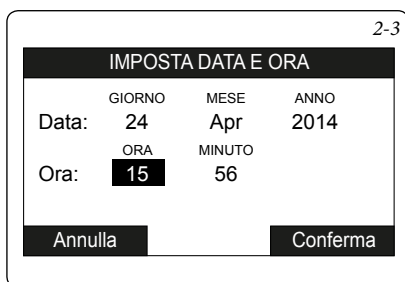 2-3
IMPOSTA DATA E ORA
GIORNO MESE ANNO
Data: 24 Apr 2014
ORA MINUTO
Ora: 15 56
Annulla Conferma